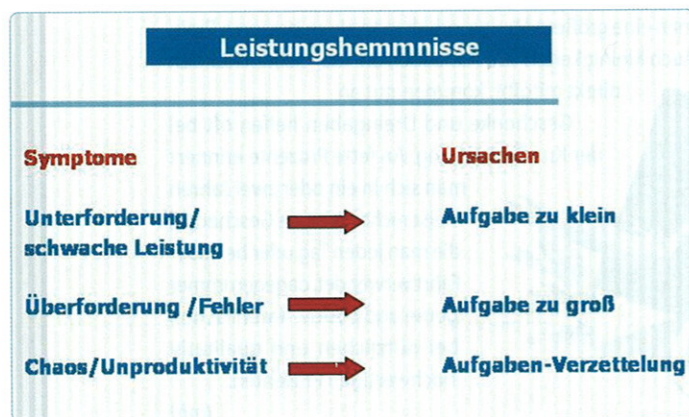 Leistungshemmnisse
Symptome Ursachen
Unterforderung/
schwache Leistung Aufgabe zu klein
Überforderung /Fehler Aufgabe zu groß
Chaos/Unproduktivität Aufgaben-Verzettelung